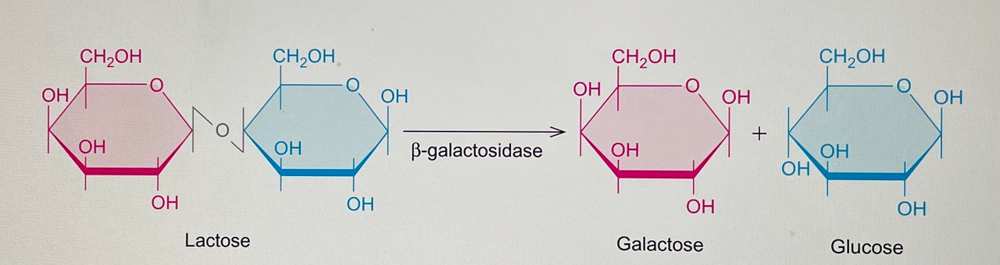 CH₂OH CH₂OH CH₂OH CH₂OH
O O O O
OH OH OH OH OH
O
OH OH OH OH
β-galactosidase
+
OH
OH OH OH OH
Lactose Galactose Glucose